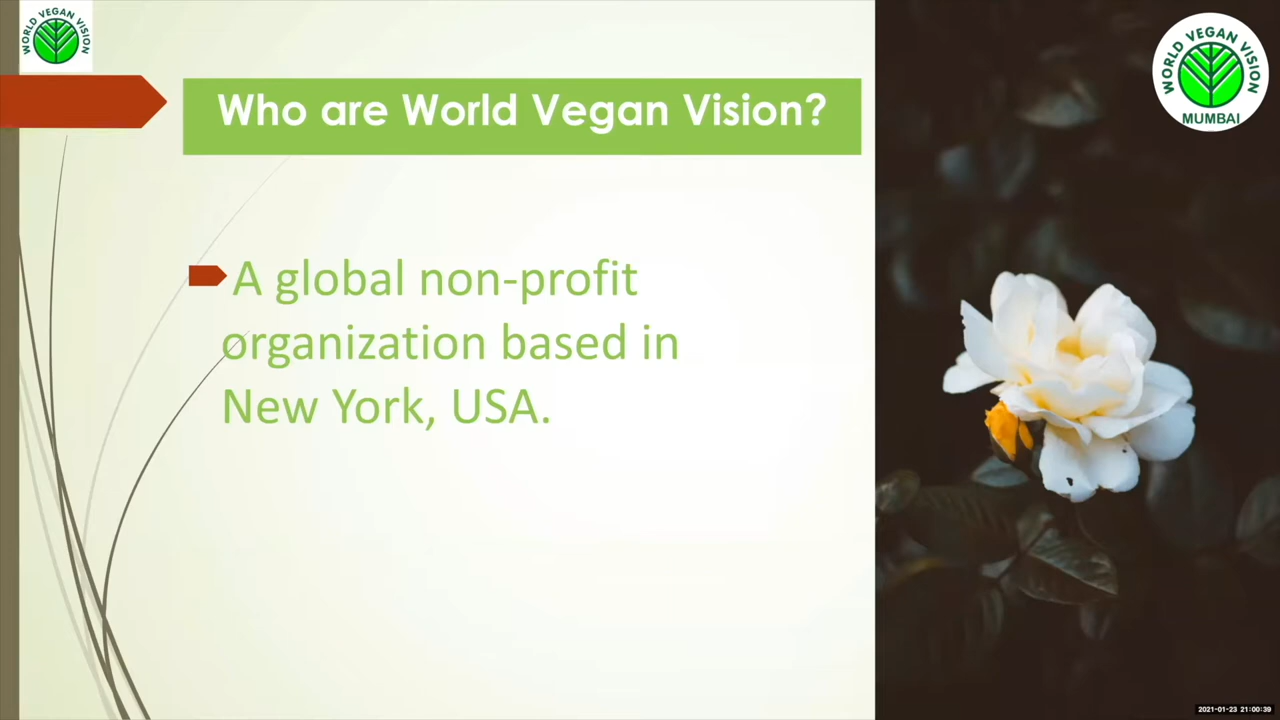 WORLD VEGAN VISION
WORLD VEGAN VISION
MUMBAI
Who are World Vegan Vision?
A global non-profit
organization based in
New York, USA.
2021-01-23 21:00:39